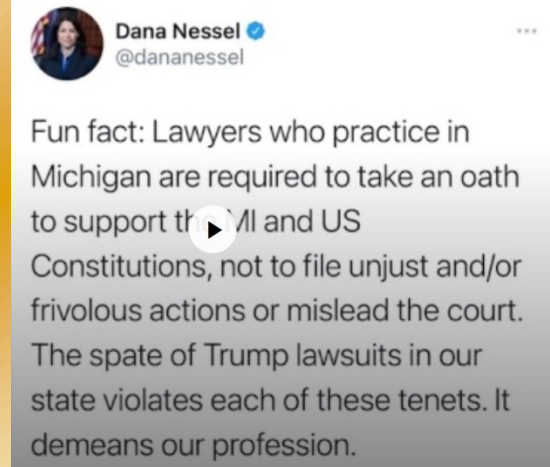 Dana Nessel
@dananessel
Fun fact: Lawyers who practice in
Michigan are required to take an oath
to support the MI and US
Constitutions, not to file unjust and/or
frivolous actions or mislead the court.
The spate of Trump lawsuits in our
state violates each of these tenets. It
demeans our profession.